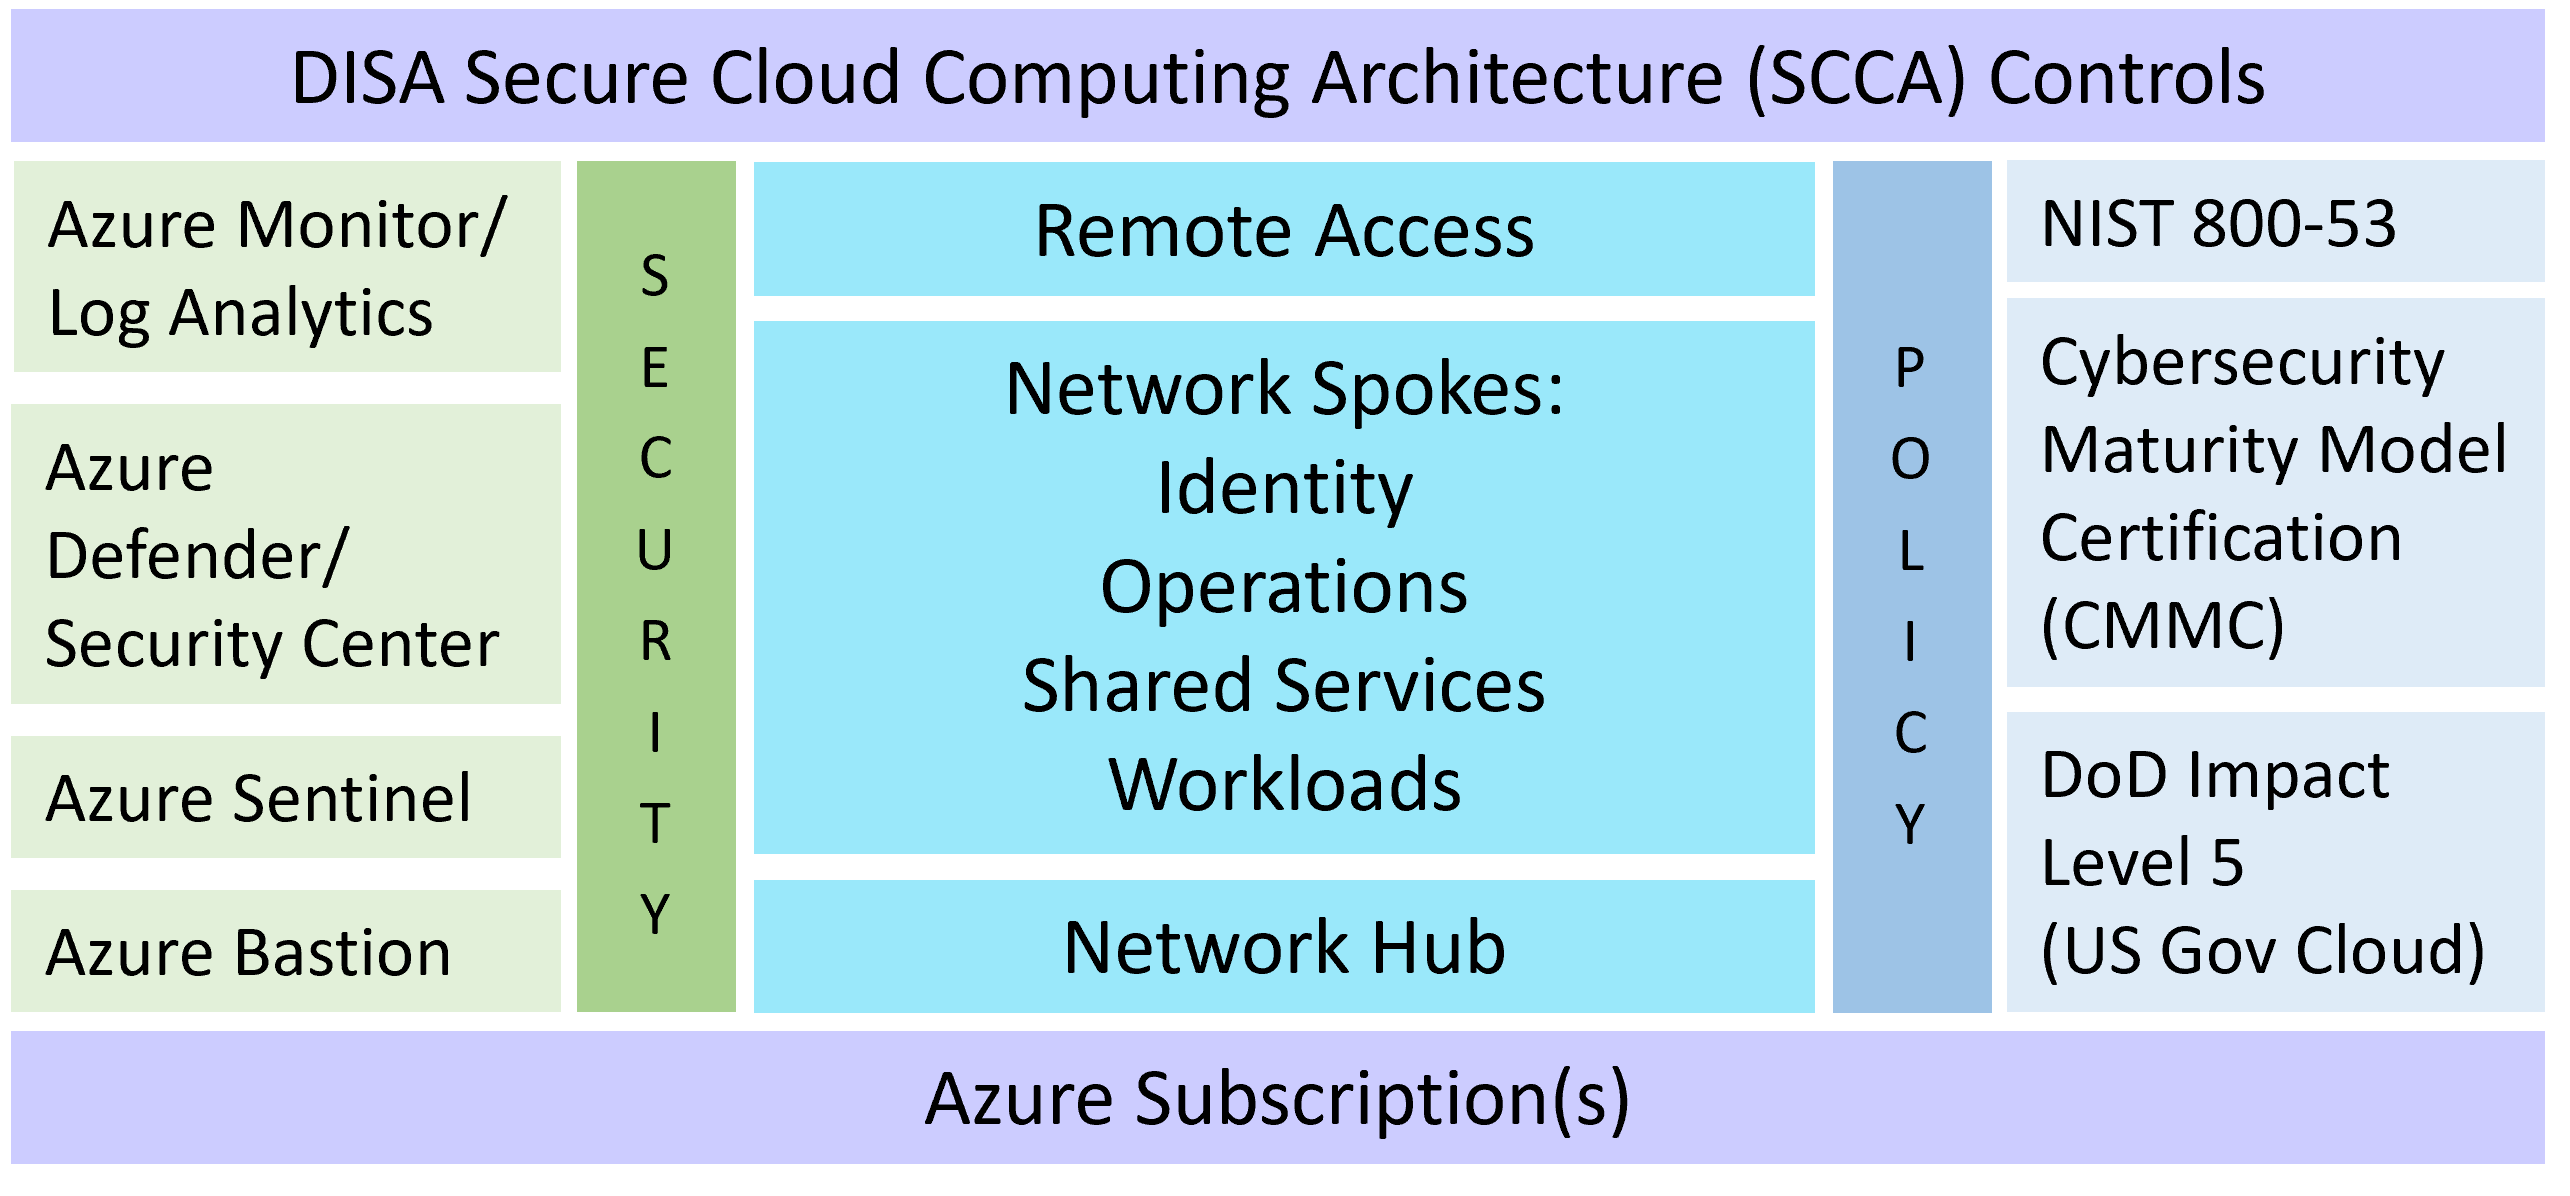 DISA Secure Cloud Computing Architecture (SCCA) Controls
Azure Monitor/
Log Analytics
Azure
Defender/
Security Center
Azure Sentinel
Azure Bastion
S
E
C
U
R
I
T
Y
Remote Access
Network Spokes:
Identity
Operations
Shared Services
Workloads
Network Hub
P
O
L
I
C
Y
NIST 800-53
Cybersecurity
Maturity Model
Certification
(CMMC)
DoD Impact
Level 5
(US Gov Cloud)
Azure Subscription(s)